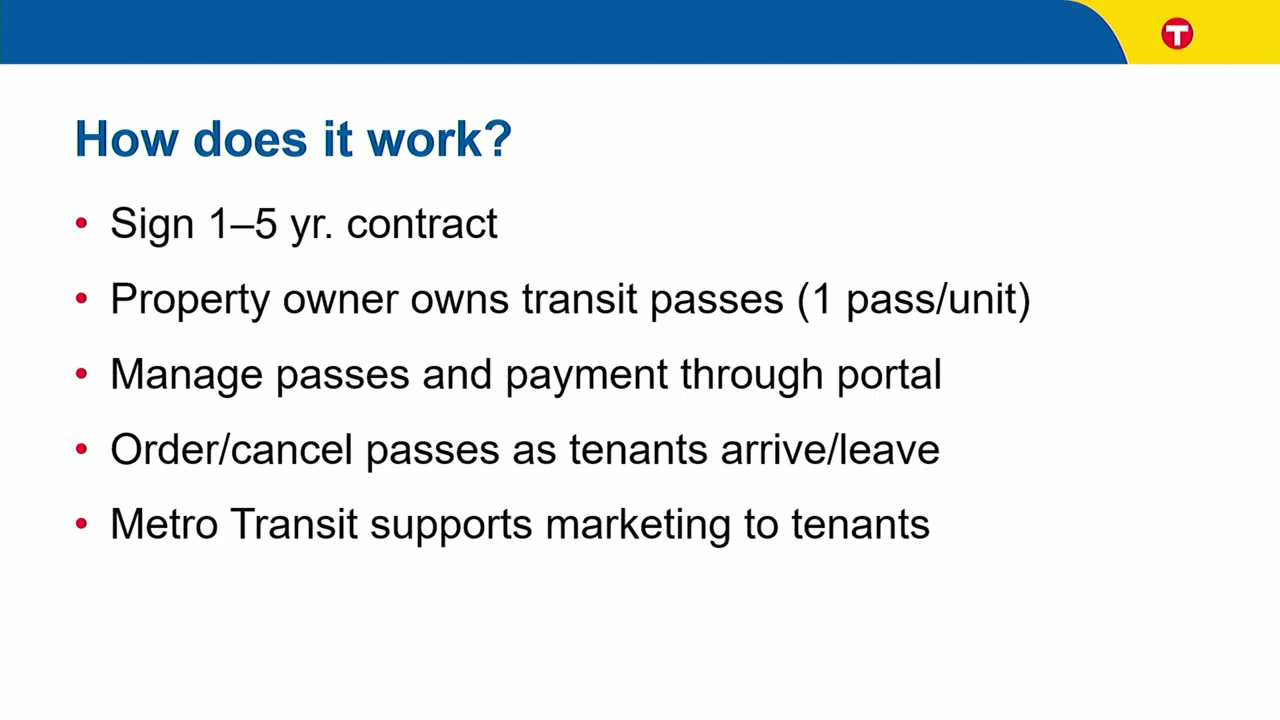 T
How does it work?
• Sign 1–5 yr. contract
• Property owner owns transit passes (1 pass/unit)
• Manage passes and payment through portal
• Order/cancel passes as tenants arrive/leave
• Metro Transit supports marketing to tenants